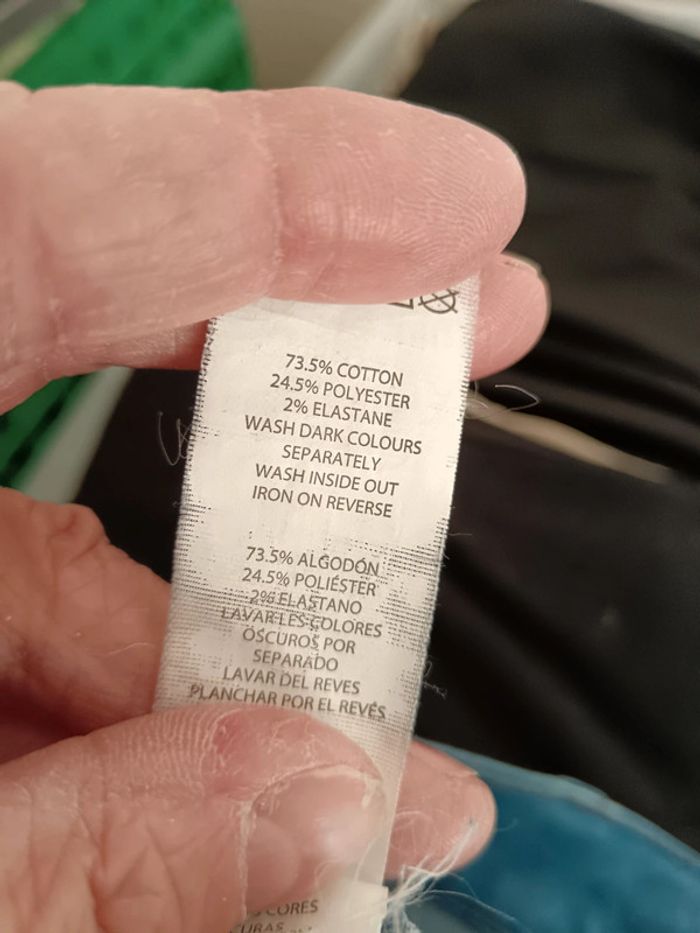 73.5% COTTON
24.5% POLYESTER
2% ELASTANE
WASH DARK COLOURS
SEPARATELY
WASH INSIDE OUT
IRON ON REVERSE
73.5% ALGODÓN
24.5% POLIÉSTER
2% ELASTANO
LAVAR LES COLORES
OSCUROS POR
SEPARADO
LAVAR DEL REVES
PLANCHAR POR EL REVÉS
CORES